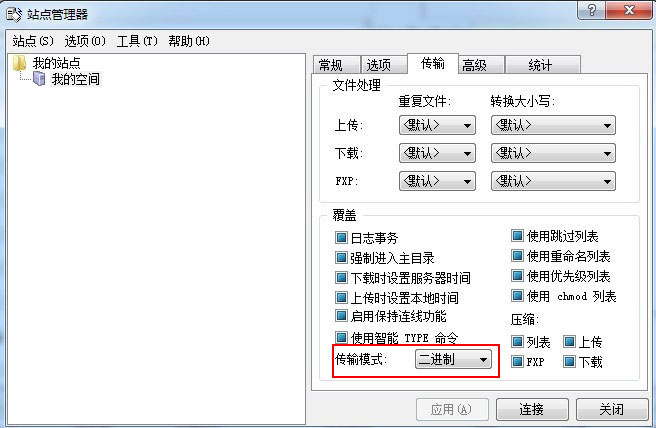 站点管理器
站点(S) 选项(O) 工具(T) 帮助(H)
我的站点
我的空间
常规 选项 传输 高级 统计
文件处理
重复文件: 转换大小写:
上传: <默认> <默认>
下载: <默认> <默认>
FXP: <默认> <默认>
覆盖
日志事务 使用跳过列表
强制进入主目录 使用重命名列表
下载时设置服务器时间 使用优先级列表
上传时设置本地时间 使用 chmod 列表
启用保持连线功能 压缩:
使用智能 TYPE 命令 列表 上传
传输模式: 二进制 FXP 下载
应用(A) 连接 关闭